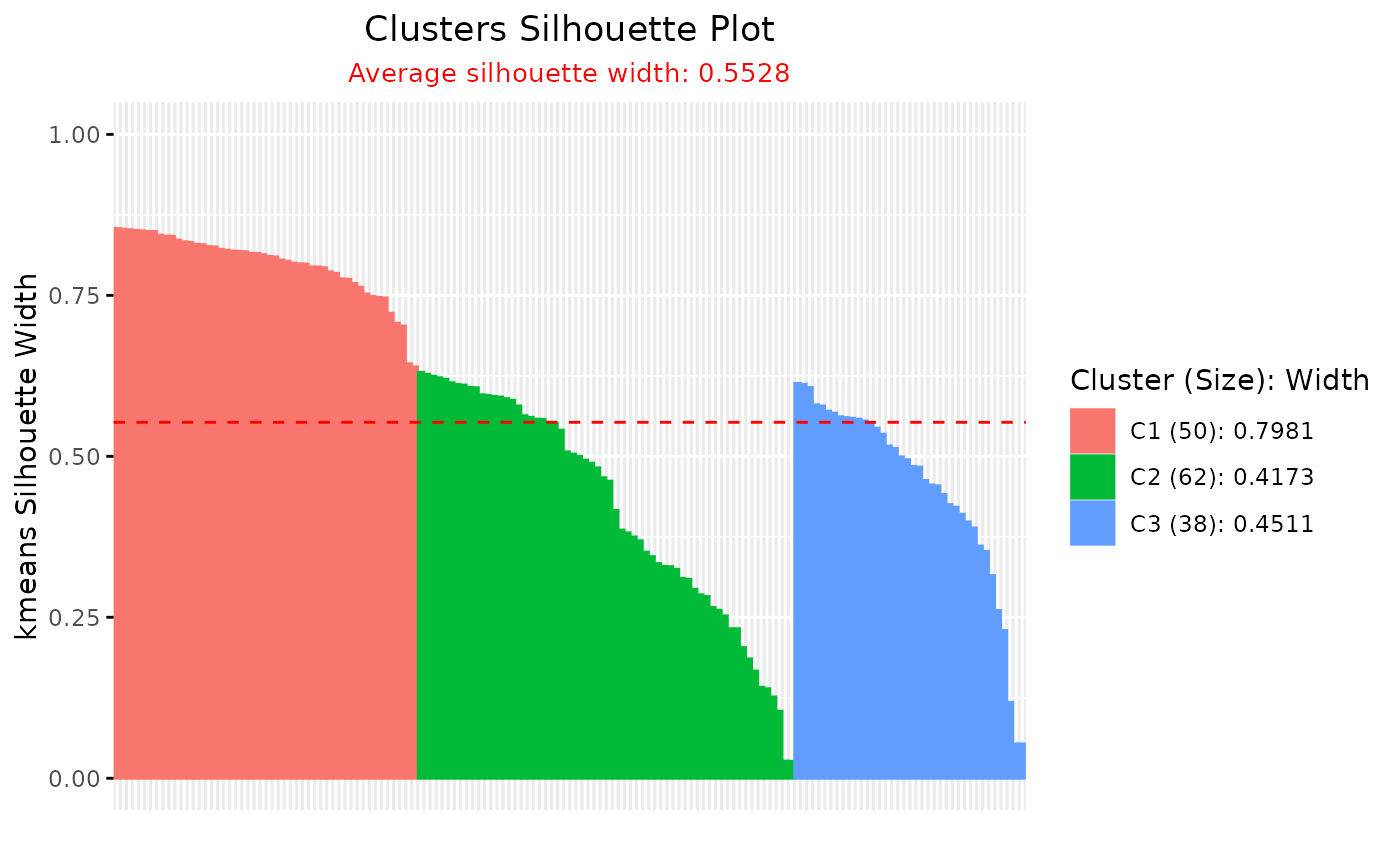 Clusters Silhouette Plot
Average silhouette width: 0.5528
1.00
0.75
0.50
0.25
0.00
kmeans Silhouette Width
Cluster (Size): Width
C1 (50): 0.7981
C2 (62): 0.4173
C3 (38): 0.4511